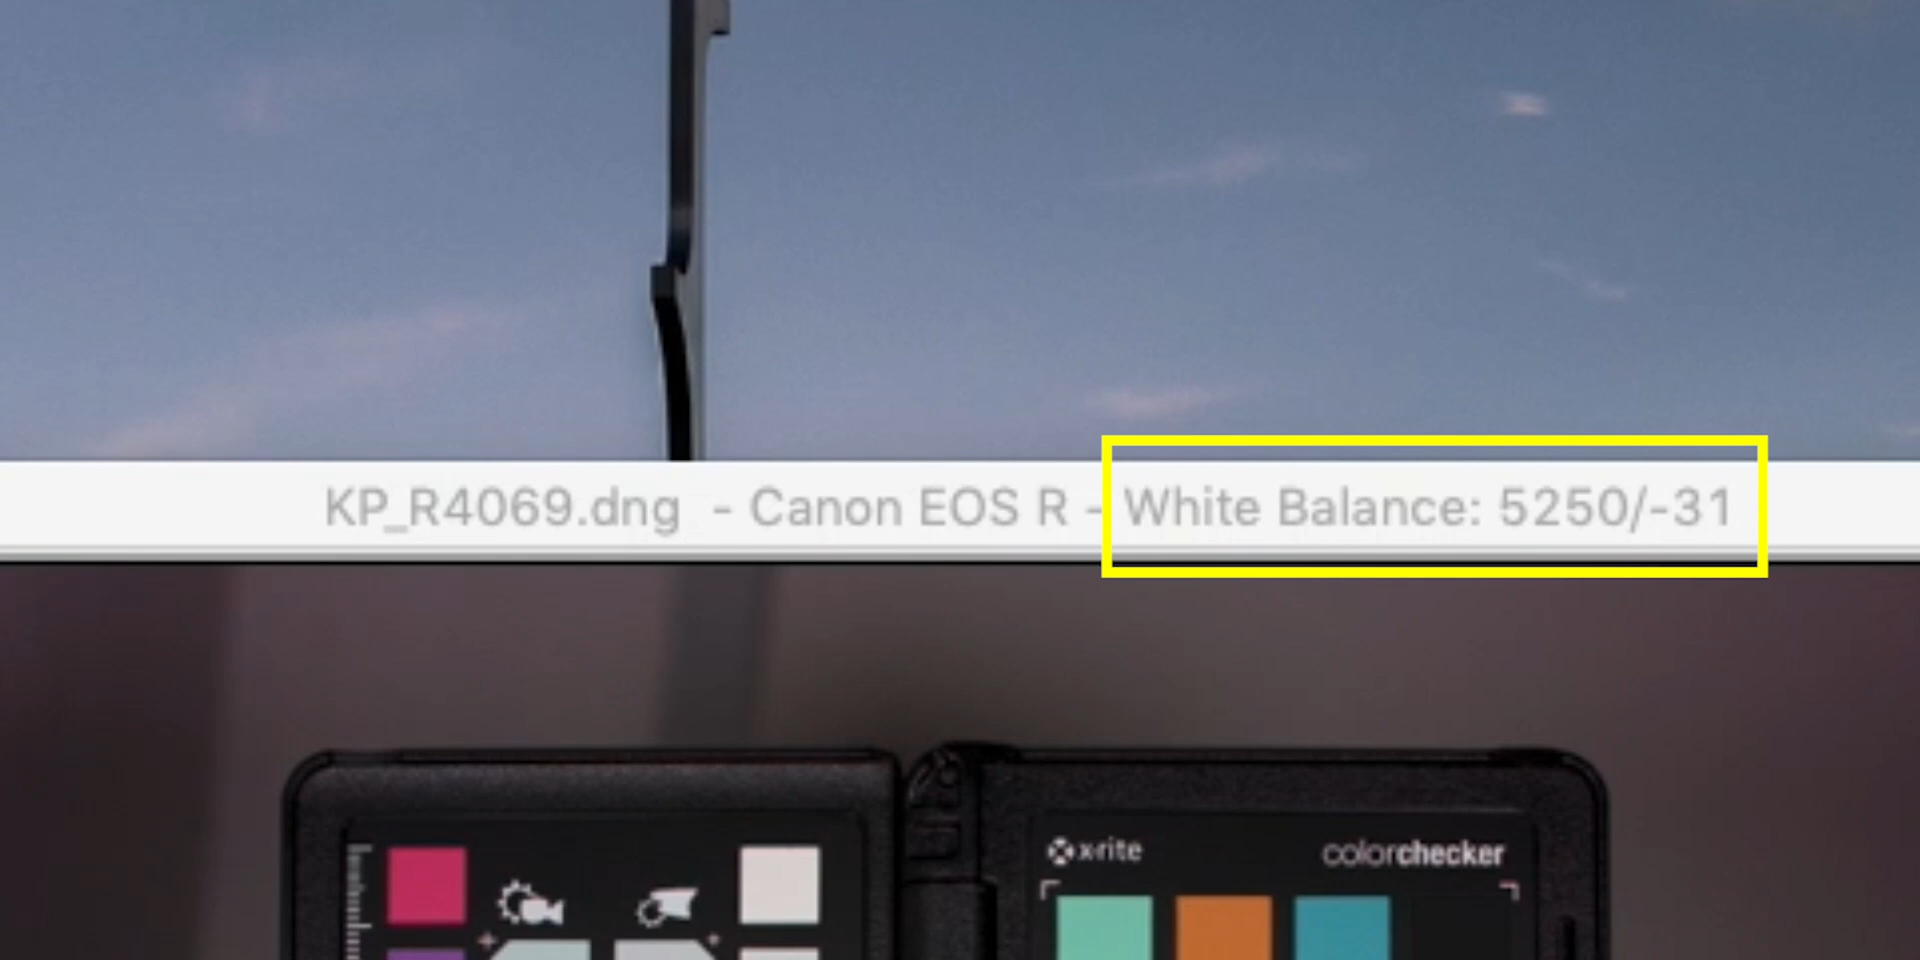 KP_R4069.dng - Canon EOS R - White Balance: 5250/-31
x-rite
colorchecker